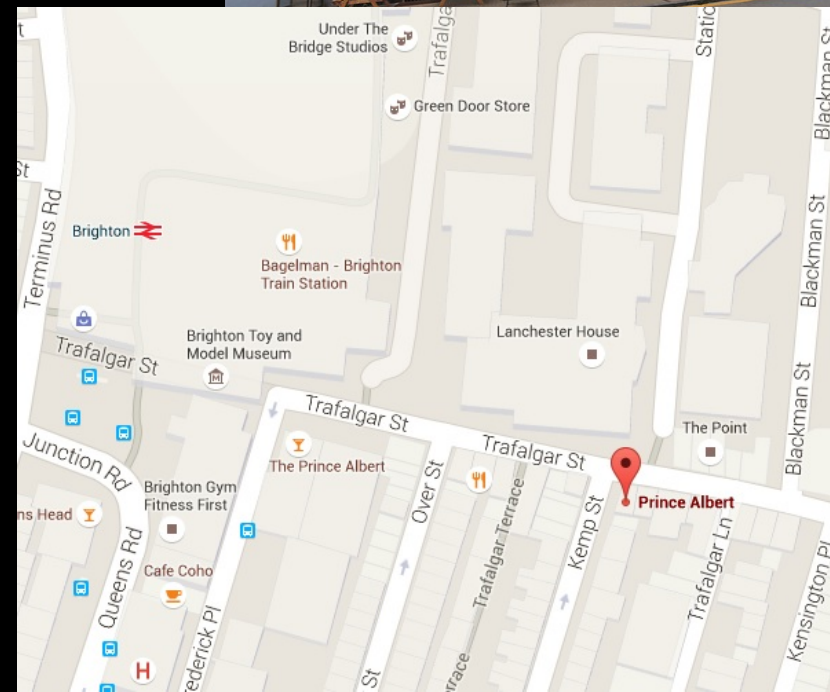 Under The
Bridge Studios
Green Door Store
Blackman St
Terminus Rd
Brighton
Bagelman - Brighton
Train Station
Blackman St
Trafalgar St
Brighton Toy and
Model Museum
Lanchester House
Blackman St
Trafalgar St
The Point
Trafalgar St
Junction Rd
The Prince Albert
Over St
Brighton Gym
Fitness First
Prince Albert
Kemp St
Trafalgar Terrace
Trafalgar Ln
Queens Rd
Cafe Coho
Kensington Pl
H
St